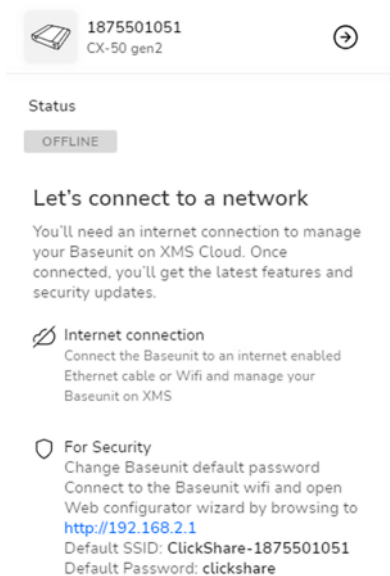 1875501051
CX-50 gen2
Status
OFFLINE
Let's connect to a network
You'll need an internet connection to manage
your Baseunit on XMS Cloud. Once
connected, you'll get the latest features and
security updates.
Internet connection
Connect the Baseunit to an internet enabled
Ethernet cable or Wifi and manage your
Baseunit on XMS
For Security
Change Baseunit default password
Connect to the Baseunit wifi and open
Web configurator wizard by browsing to
http://192.168.2.1
Default SSID: ClickShare-1875501051
Default Password: clickshare